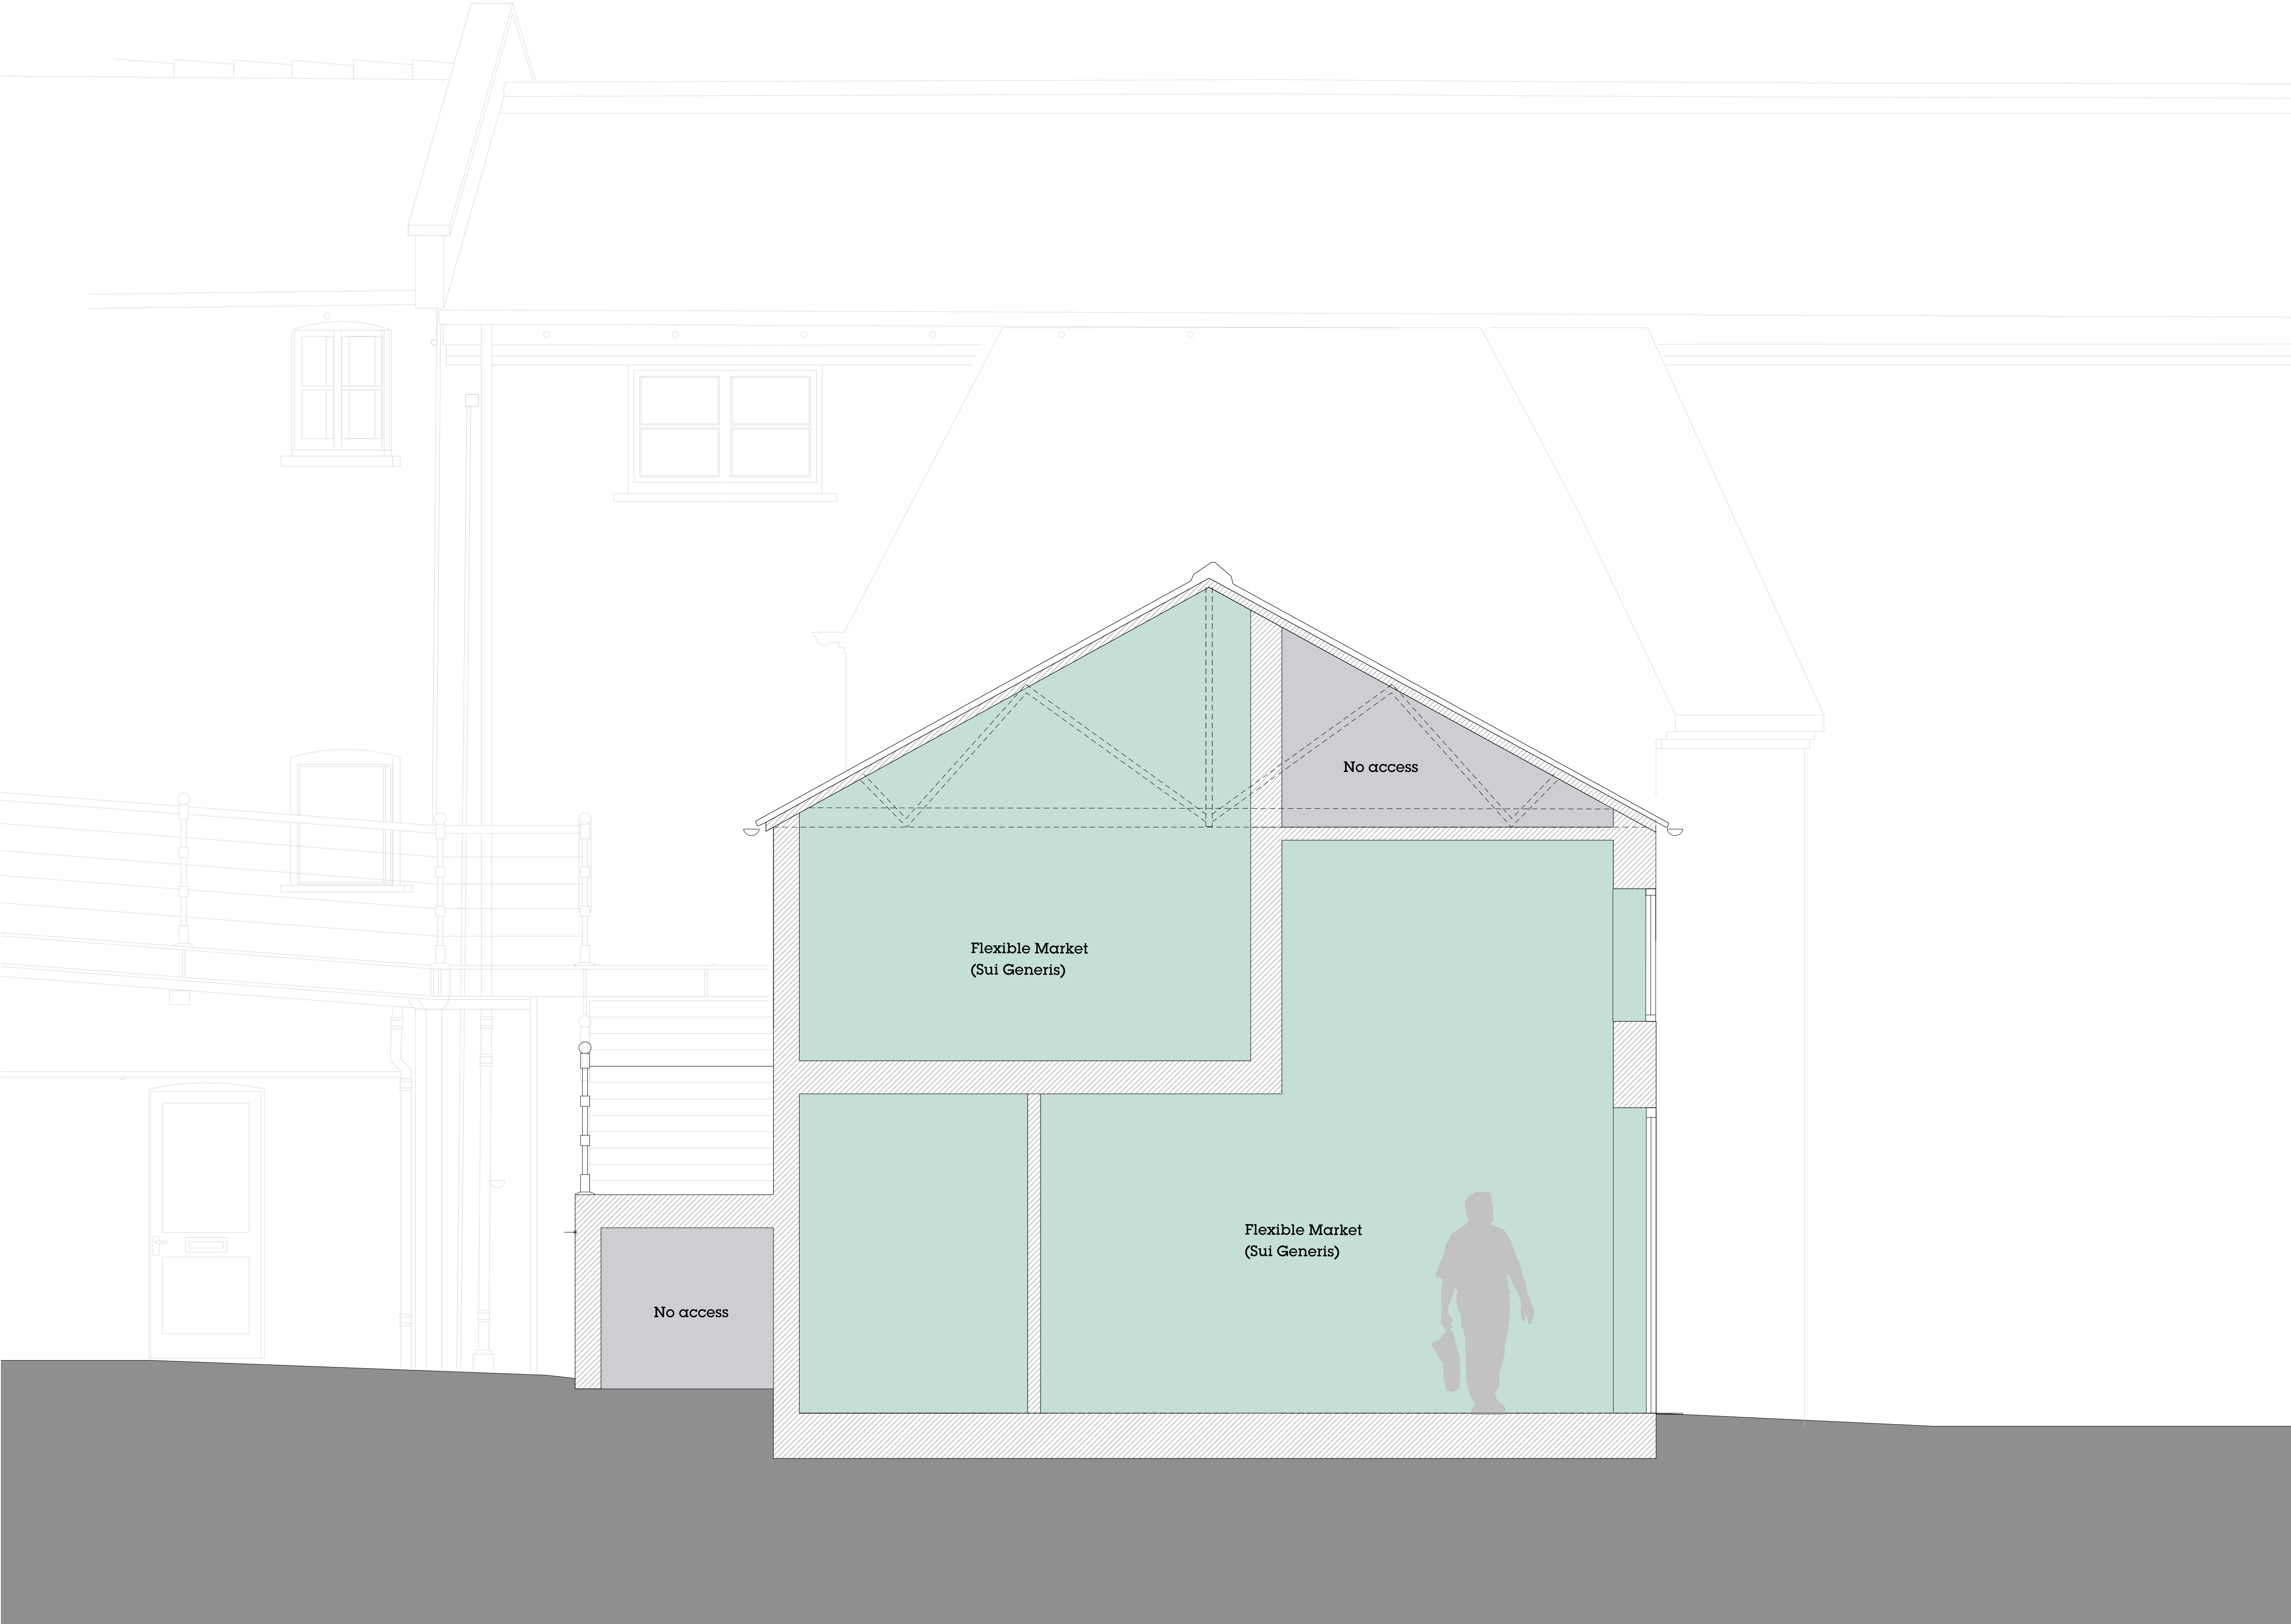 No access
Flexible Market
(Sui Generis)
Flexible Market
(Sui Generis)
No access